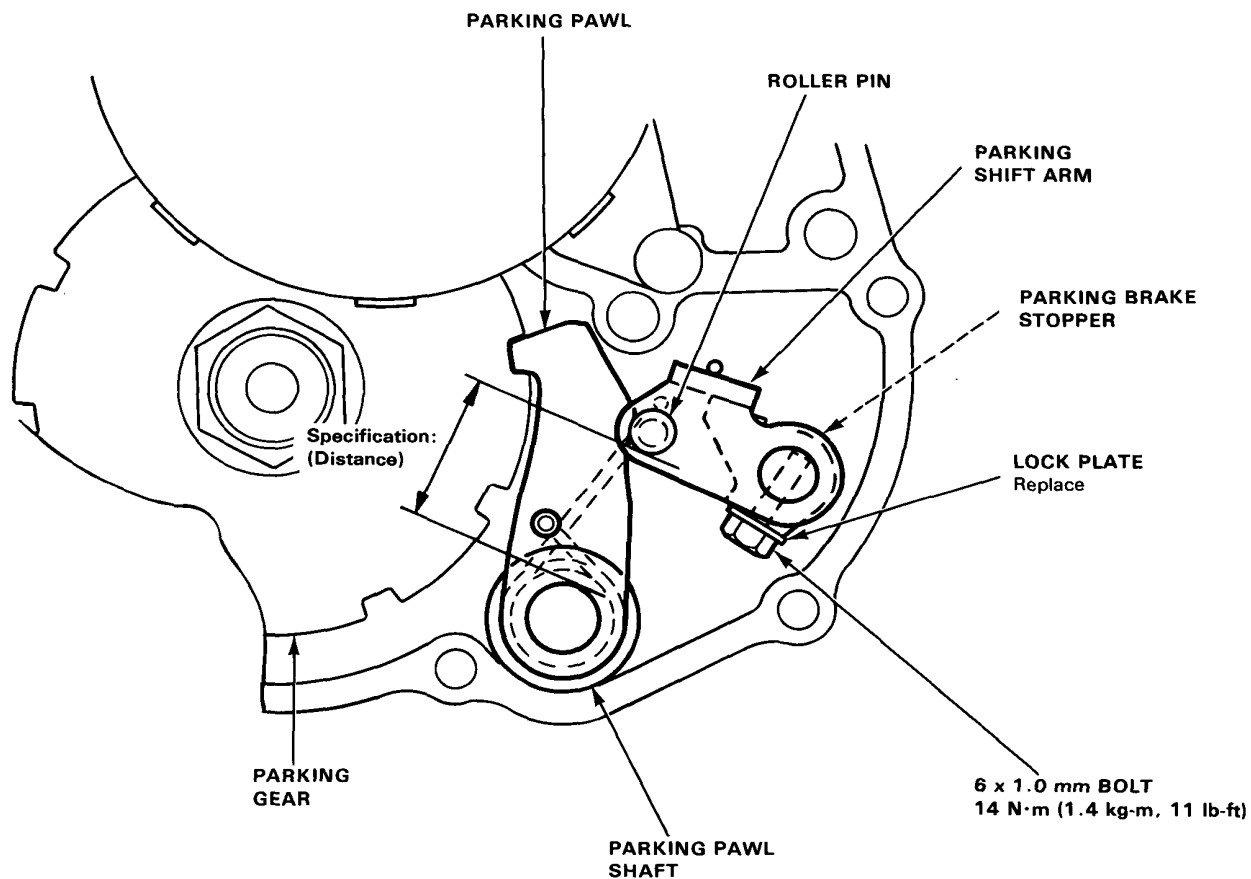 PARKING PAWL
ROLLER PIN
PARKING
SHIFT ARM
PARKING BRAKE
STOPPER
Specification:
(Distance)
LOCK PLATE
Replace
PARKING
GEAR
6 x 1.0 mm BOLT
14 N·m (1.4 kg-m, 11 lb-ft)
PARKING PAWL
SHAFT